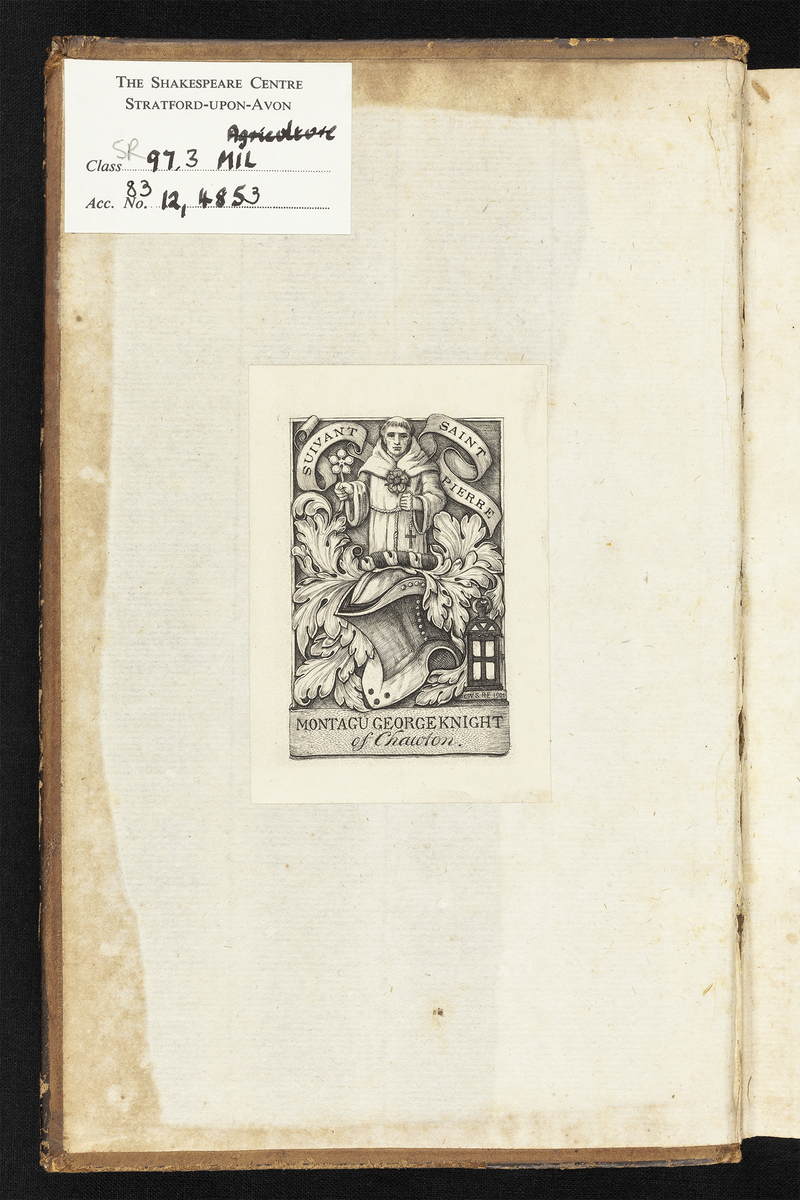 THE SHAKESPEARE CENTRE
STRATFORD-UPON-AVON
Agriculture
SR
Class 97.3 MIL
83
Acc. No. 12, 4853
SUIVANT SAINT PIERRE
MONTAGU GEORGE KNIGHT
of Chawton.